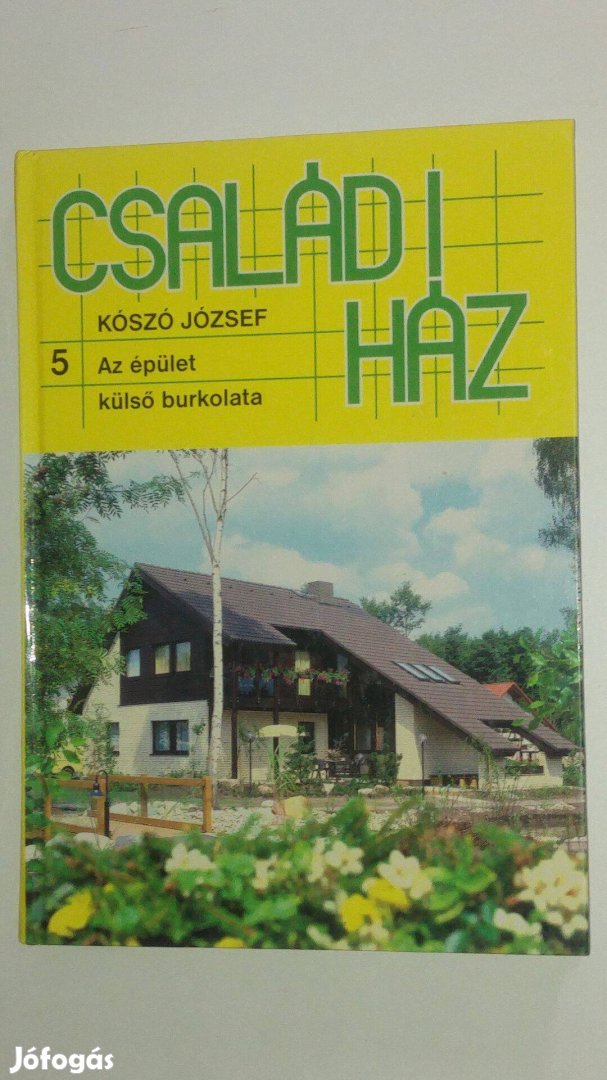 CSALÁDI
HÁZ
KÓSZÓ JÓZSEF
5 Az épület
külső burkolata
Jófogás